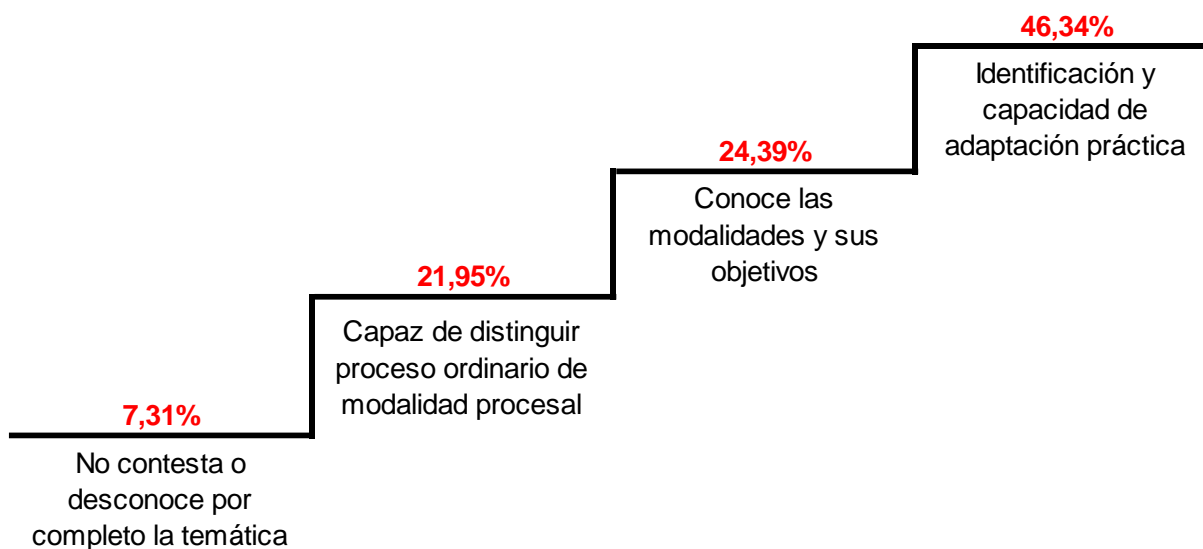 46,34%
Identificación y
capacidad de
adaptación práctica
24,39%
Conoce las
modalidades y sus
objetivos
21,95%
Capaz de distinguir
proceso ordinario de
modalidad procesal
7,31%
No contesta o
desconoce por
completo la temática